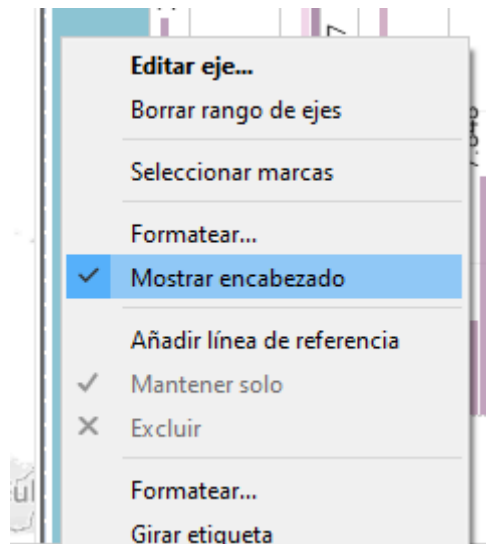 Editar eje...
Borrar rango de ejes
Seleccionar marcas
Formatear...
Mostrar encabezado
Añadir línea de referencia
Mantener solo
Excluir
Formatear...
Girar etiqueta